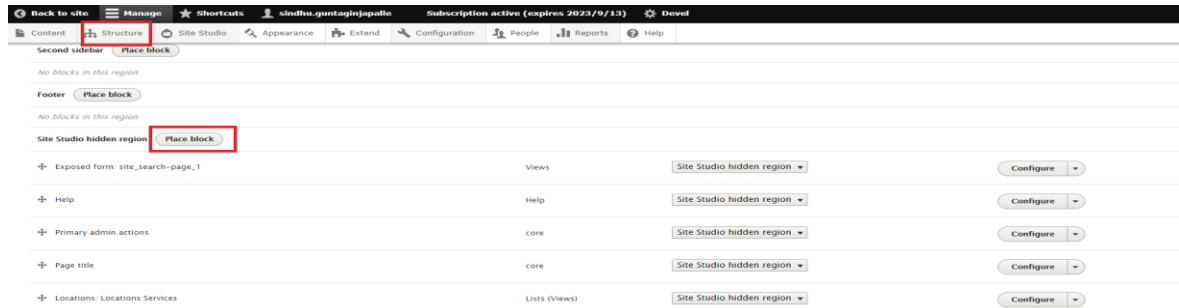 Back to site Manage Shortcuts sindhu.guntaginjapalle Subscription active (expires 2023/9/13) Devel
Content Structure Site Studio Appearance Extend Configuration People Reports Help
Second sidebar Place block
No blocks in this region
Footer Place block
No blocks in this region
Site Studio hidden region Place block
Exposed form: site_search-page_1 Views Site Studio hidden region Configure
Help Help Site Studio hidden region Configure
Primary admin actions core Site Studio hidden region Configure
Page title core Site Studio hidden region Configure
Locations: Locations Services Lists (Views) Site Studio hidden region Configure